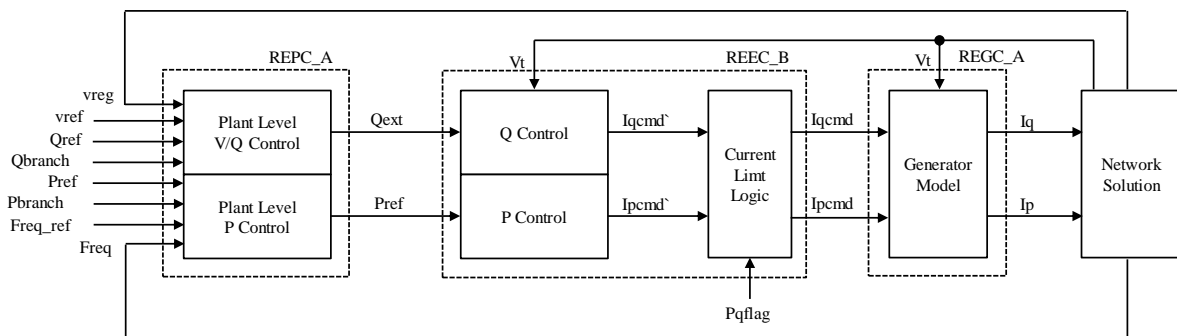 REPC_A
REEC_B
REGC_A
Vt
Vt
vreg
vref
Qref
Qbranch
Pref
Pbranch
Freq_ref
Freq
Plant Level
V/Q Control
Plant Level
P Control
Qext
Pref
Q Control
P Control
Iqcmd`
Ipcmd`
Current
Limt
Logic
Pqflag
Iqcmd
Ipcmd
Generator
Model
Iq
Ip
Network
Solution